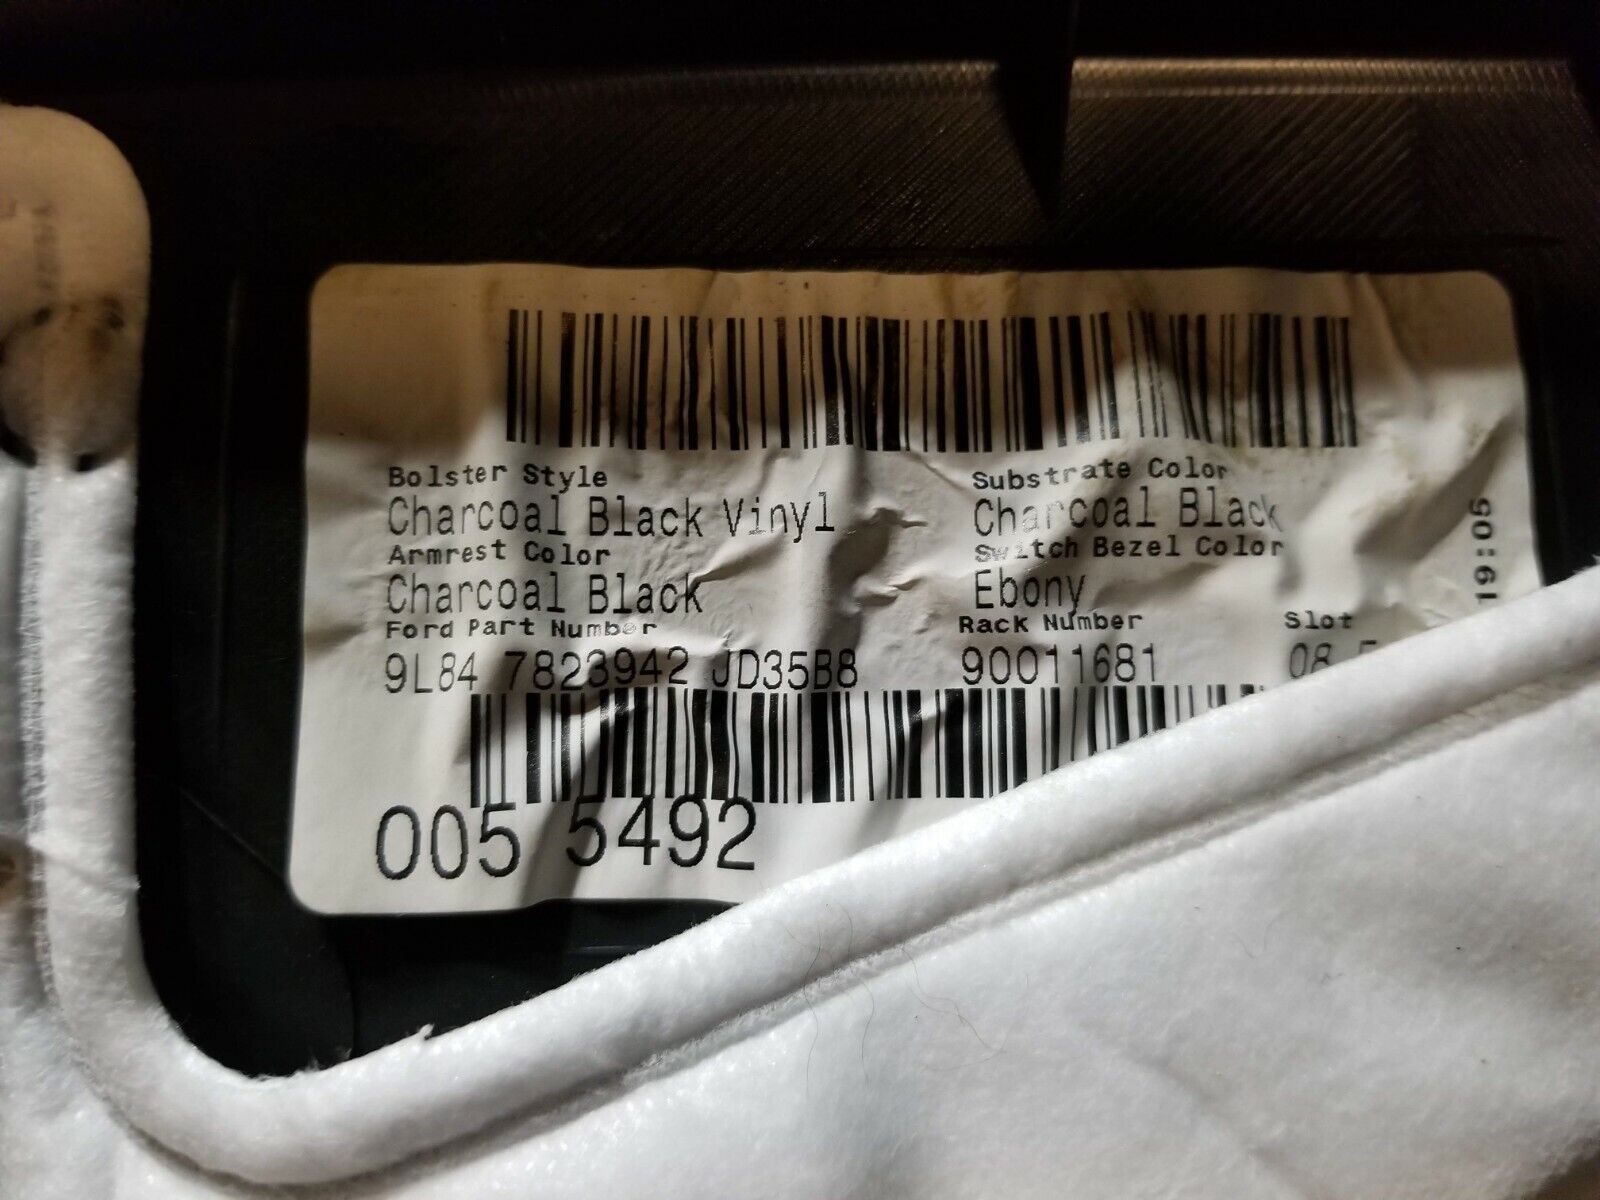 Bolster Style
Charcoal Black Vinyl
Armrest Color
Charcoal Black
Ford Part Number
9L84 7823942 JD35B8
Substrate Color
Charcoal Black
Switch Bezel Color
Ebony
Rack Number
90011681
Slot
08
19:05
005 5492